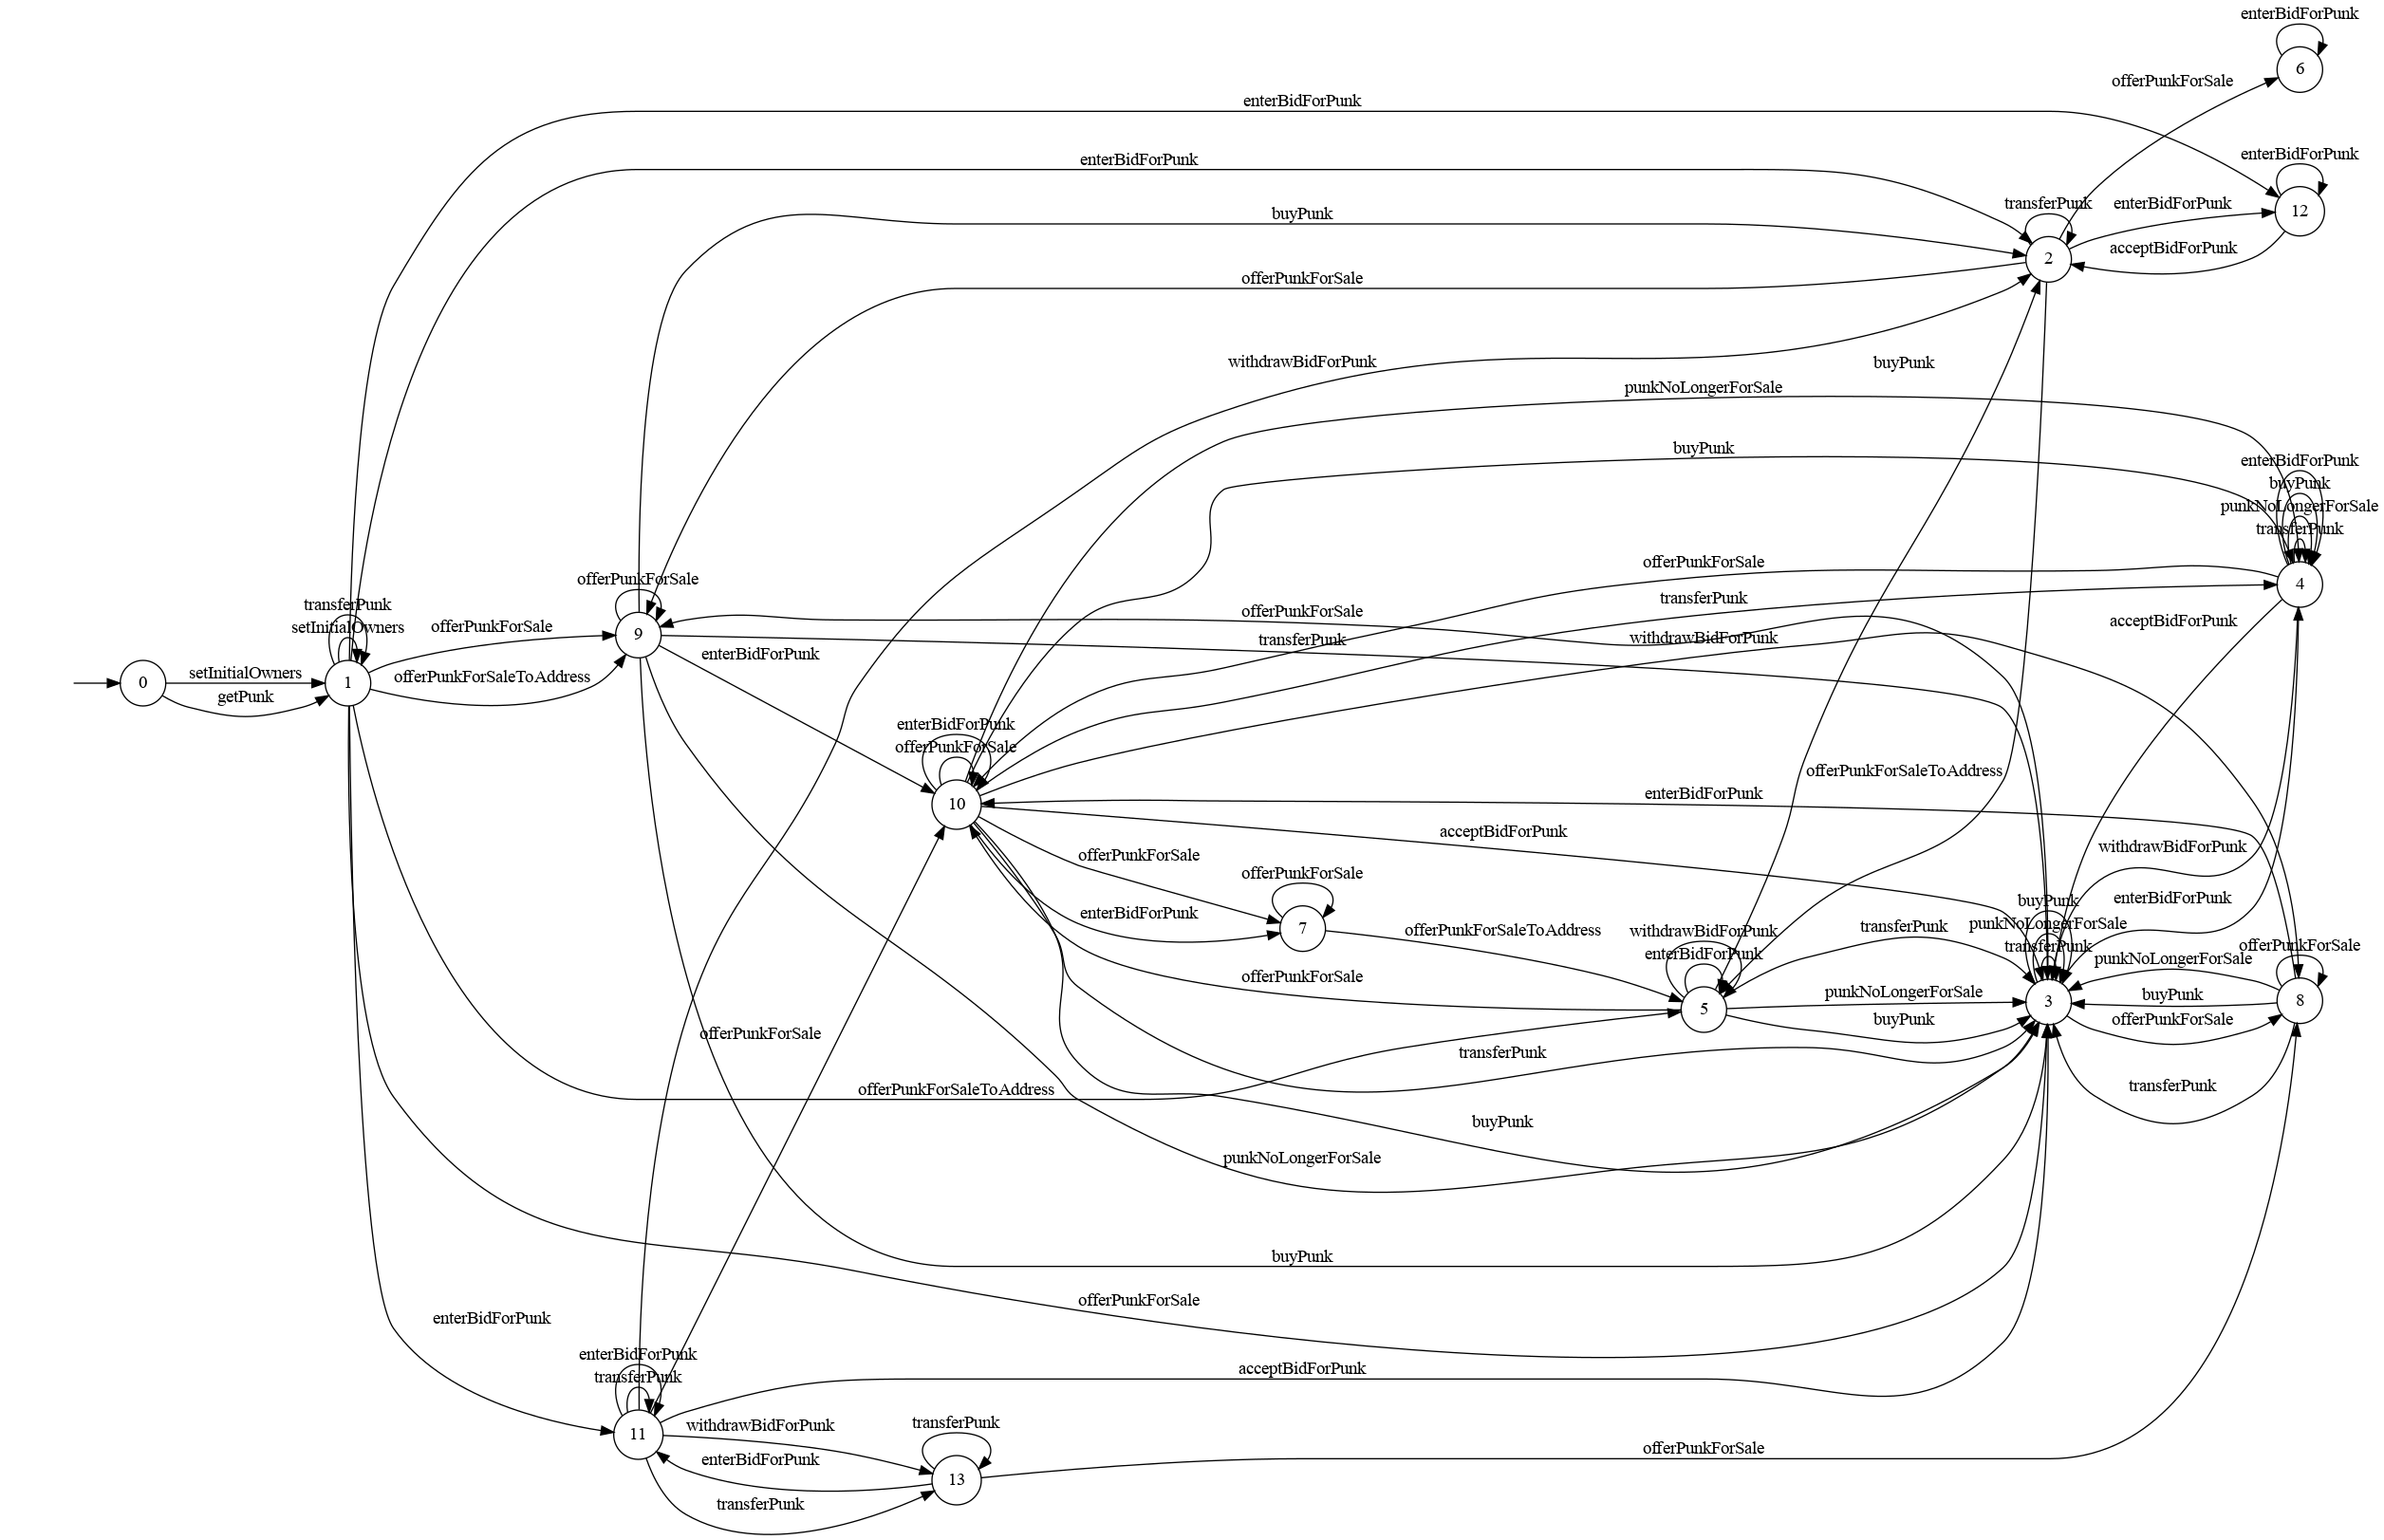 enterBidForPunk
6
offerPunkForSale
enterBidForPunk
enterBidForPunk
12
enterBidForPunk
transferPunk
enterBidForPunk
buyPunk
acceptBidForPunk
2
offerPunkForSale
withdrawBidForPunk
buyPunk
punkNoLongerForSale
buyPunk
enterBidForPunk
buyPunk
punkNoLongerForSale
transferPunk
4
offerPunkForSale
offerPunkForSale
transferPunk
transferPunk
setInitialOwners
offerPunkForSale
9
offerPunkForSale
transferPunk
withdrawBidForPunk
acceptBidForPunk
enterBidForPunk
0
setInitialOwners
getPunk
1
offerPunkForSaleToAddress
enterBidForPunk
offerPunkForSale
10
offerPunkForSaleToAddress
enterBidForPunk
acceptBidForPunk
offerPunkForSale
offerPunkForSale
withdrawBidForPunk
enterBidForPunk
enterBidForPunk
7
offerPunkForSaleToAddress
withdrawBidForPunk
enterBidForPunk
transferPunk
buyPunk
punkNoLongerForSale
transferPunk
offerPunkForSale
punkNoLongerForSale
offerPunkForSale
5
punkNoLongerForSale
buyPunk
3
buyPunk
offerPunkForSale
8
offerPunkForSale
transferPunk
offerPunkForSaleToAddress
transferPunk
buyPunk
punkNoLongerForSale
buyPunk
offerPunkForSale
enterBidForPunk
enterBidForPunk
transferPunk
acceptBidForPunk
11
withdrawBidForPunk
transferPunk
enterBidForPunk
13
offerPunkForSale
transferPunk